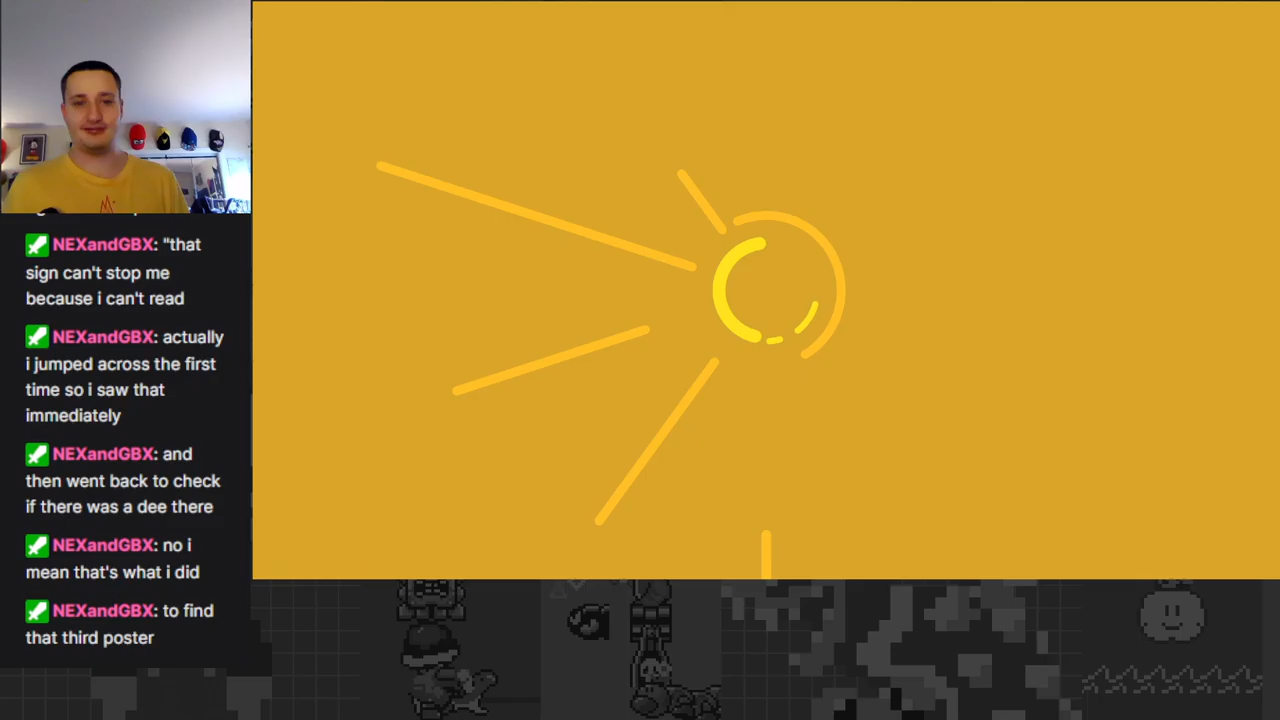 NEXandGBX: "that
sign can't stop me
because i can't read
NEXandGBX: actually
i jumped across the first
time so i saw that
immediately
NEXandGBX: and
then went back to check
if there was a dee there
NEXandGBX: no i
mean that's what i did
NEXandGBX: to find
that third poster